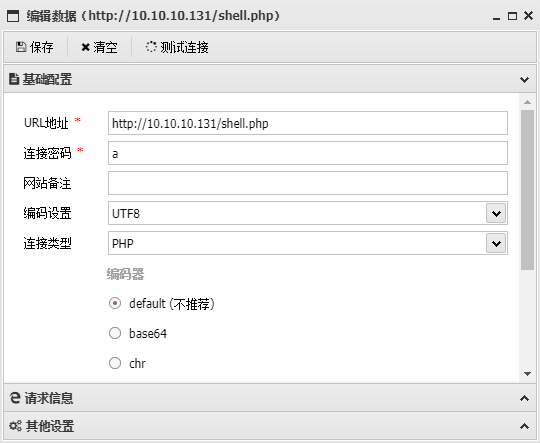 编辑数据 (http://10.10.10.131/shell.php)
保存 清空 测试连接
基础配置
URL地址 * http://10.10.10.131/shell.php
连接密码 * a
网站备注
编码设置 UTF8
连接类型 PHP
编码器
default (不推荐)
base64
chr
请求信息
其他设置